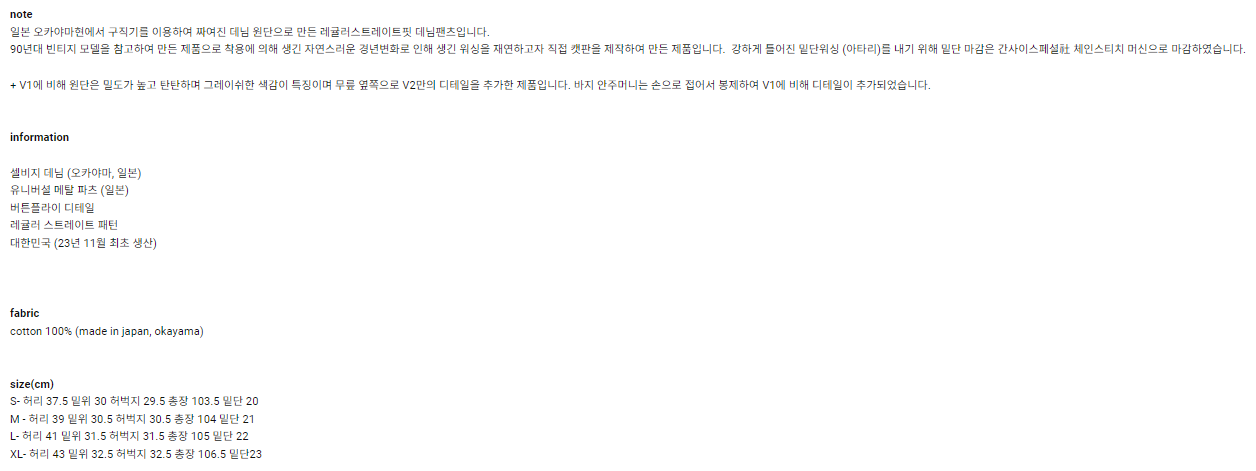 note
일본 오카야마현에서 구직기를 이용하여 짜여진 데님 원단으로 만든 레귤러스트레이트핏 데님팬츠입니다.
90년대 빈티지 모델을 참고하여 만든 제품으로 착용에 의해 생긴 자연스러운 경년변화로 인해 생긴 워싱을 재연하고자 직접 캣판을 제작하여 만든 제품입니다. 강하게 틀어진 밑단워싱 (아타리)를 내기 위해 밑단 마감은 간사이스페셜社 체인스티치 머신으로 마감하였습니다.
+ V1에 비해 원단은 밀도가 높고 탄탄하며 그레이쉬한 색감이 특징이며 무릎 옆쪽으로 V2만의 디테일을 추가한 제품입니다. 바지 안주머니는 손으로 접어서 봉제하여 V1에 비해 디테일이 추가되었습니다.
information
셀비지 데님 (오카야마, 일본)
유니버설 메탈 파츠 (일본)
버튼플라이 디테일
레귤러 스트레이트 패턴
대한민국 (23년 11월 최초 생산)
fabric
cotton 100% (made in japan, okayama)
size(cm)
S- 허리 37.5 밑위 30 허벅지 29.5 총장 103.5 밑단 20
M - 허리 39 밑위 30.5 허벅지 30.5 총장 104 밑단 21
L- 허리 41 밑위 31.5 허벅지 31.5 총장 105 밑단 22
XL- 허리 43 밑위 32.5 허벅지 32.5 총장 106.5 밑단23